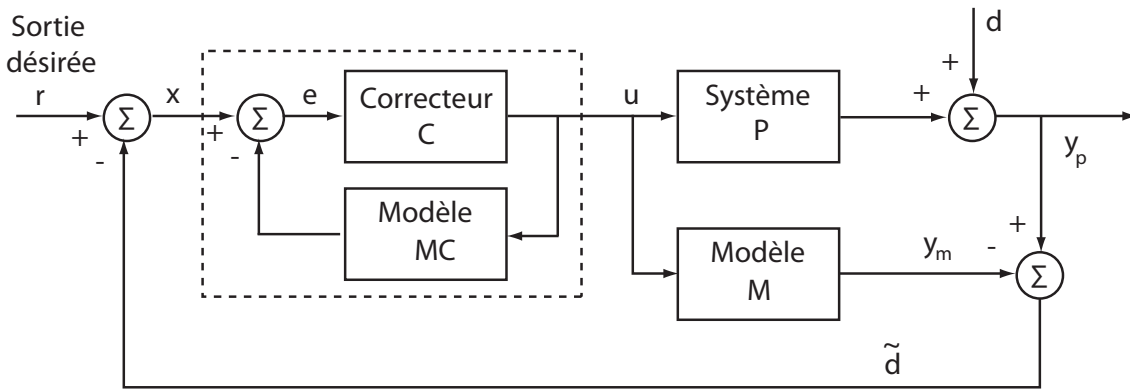 Sortie
désirée
r
+
-
Σ
x
+
-
Σ
e
Correcteur
C
Modèle
MC
u
Système
P
Modèle
M
d
+
+
Σ
y_p
y_m
+
-
Σ
d̃